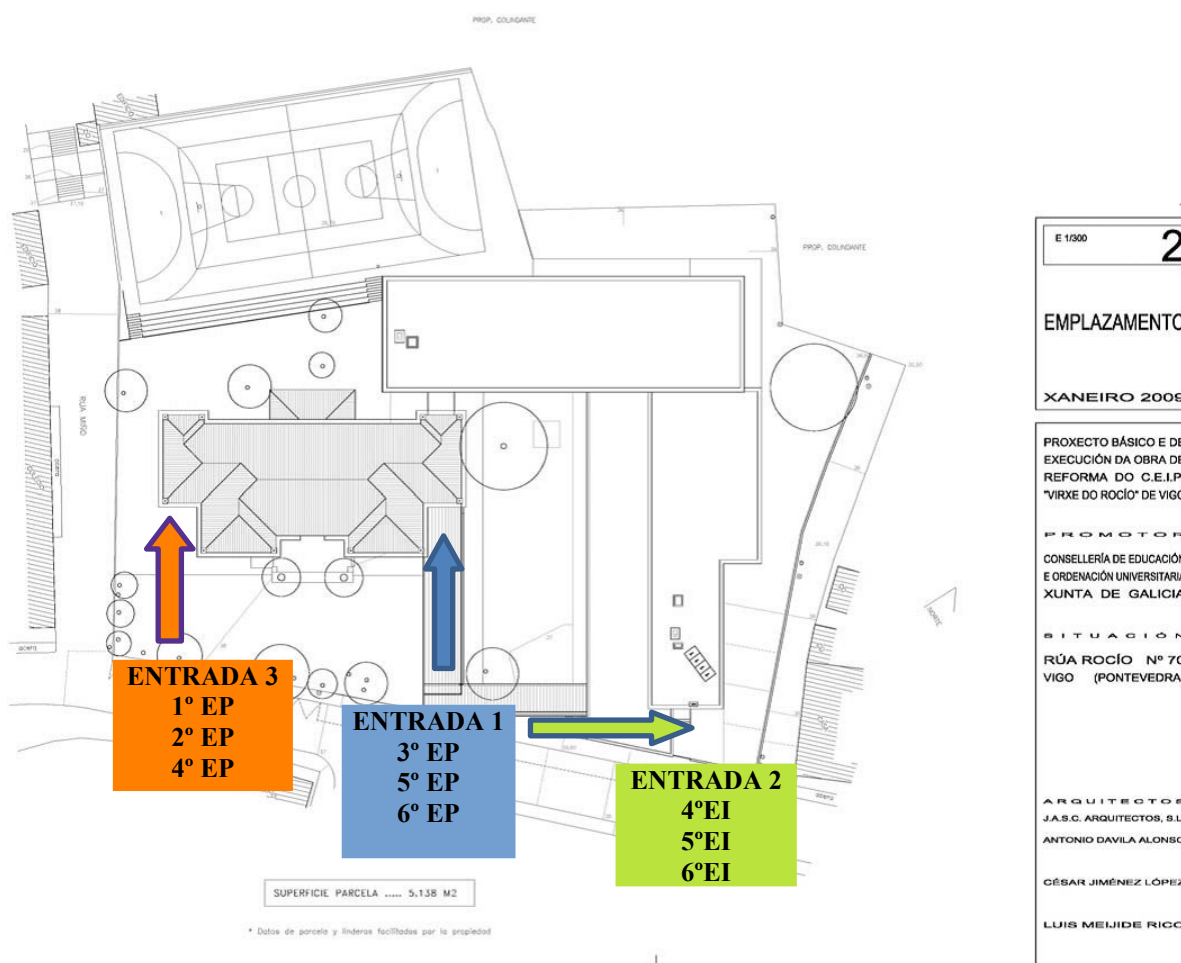 PROP. COLINDANTE
PROP. COLINDANTE
RUA MIÑO
NORTE
ENTRADA 3
1º EP
2º EP
4º EP
ENTRADA 1
3º EP
5º EP
6º EP
ENTRADA 2
4ºEI
5ºEI
6ºEI
SUPERFICIE PARCELA ..... 5.138 M2
* Datos de parcela y linderos facilitados por la propiedad
E 1/300
2
EMPLAZAMENTO
XANEIRO 2009
PROXECTO BÁSICO E DE
EXECUCIÓN DA OBRA DE
REFORMA DO C.E.I.P
"VIRXE DO ROCÍO" DE VIGO
PROMOTOR
CONSELLERÍA DE EDUCACIÓN
E ORDENACIÓN UNIVERSITARIA
XUNTA DE GALICIA
SITUACIÓN
RÚA ROCÍO Nº 70
VIGO (PONTEVEDRA
ARQUITECTOS
J.A.S.C. ARQUITECTOS, S.L
ANTONIO DAVILA ALONSO
CÉSAR JIMÉNEZ LÓPEZ
LUIS MEIJIDE RICO